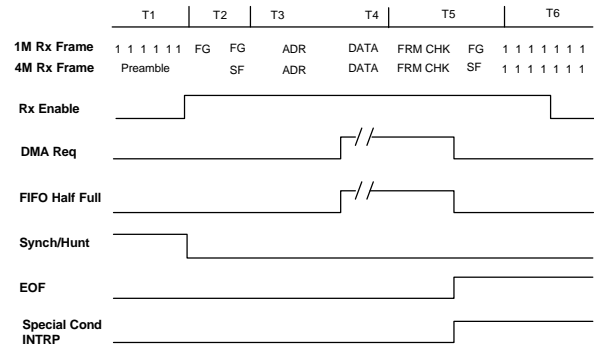 T1 T2 T3 T4 T5 T6
1M Rx Frame 1 1 1 1 1 1 FG FG ADR DATA FRM CHK FG 1 1 1 1 1 1 1
4M Rx Frame Preamble SF ADR DATA FRM CHK SF 1 1 1 1 1 1 1
Rx Enable
DMA Req
FIFO Half Full
Synch/Hunt
EOF
Special Cond
INTRP